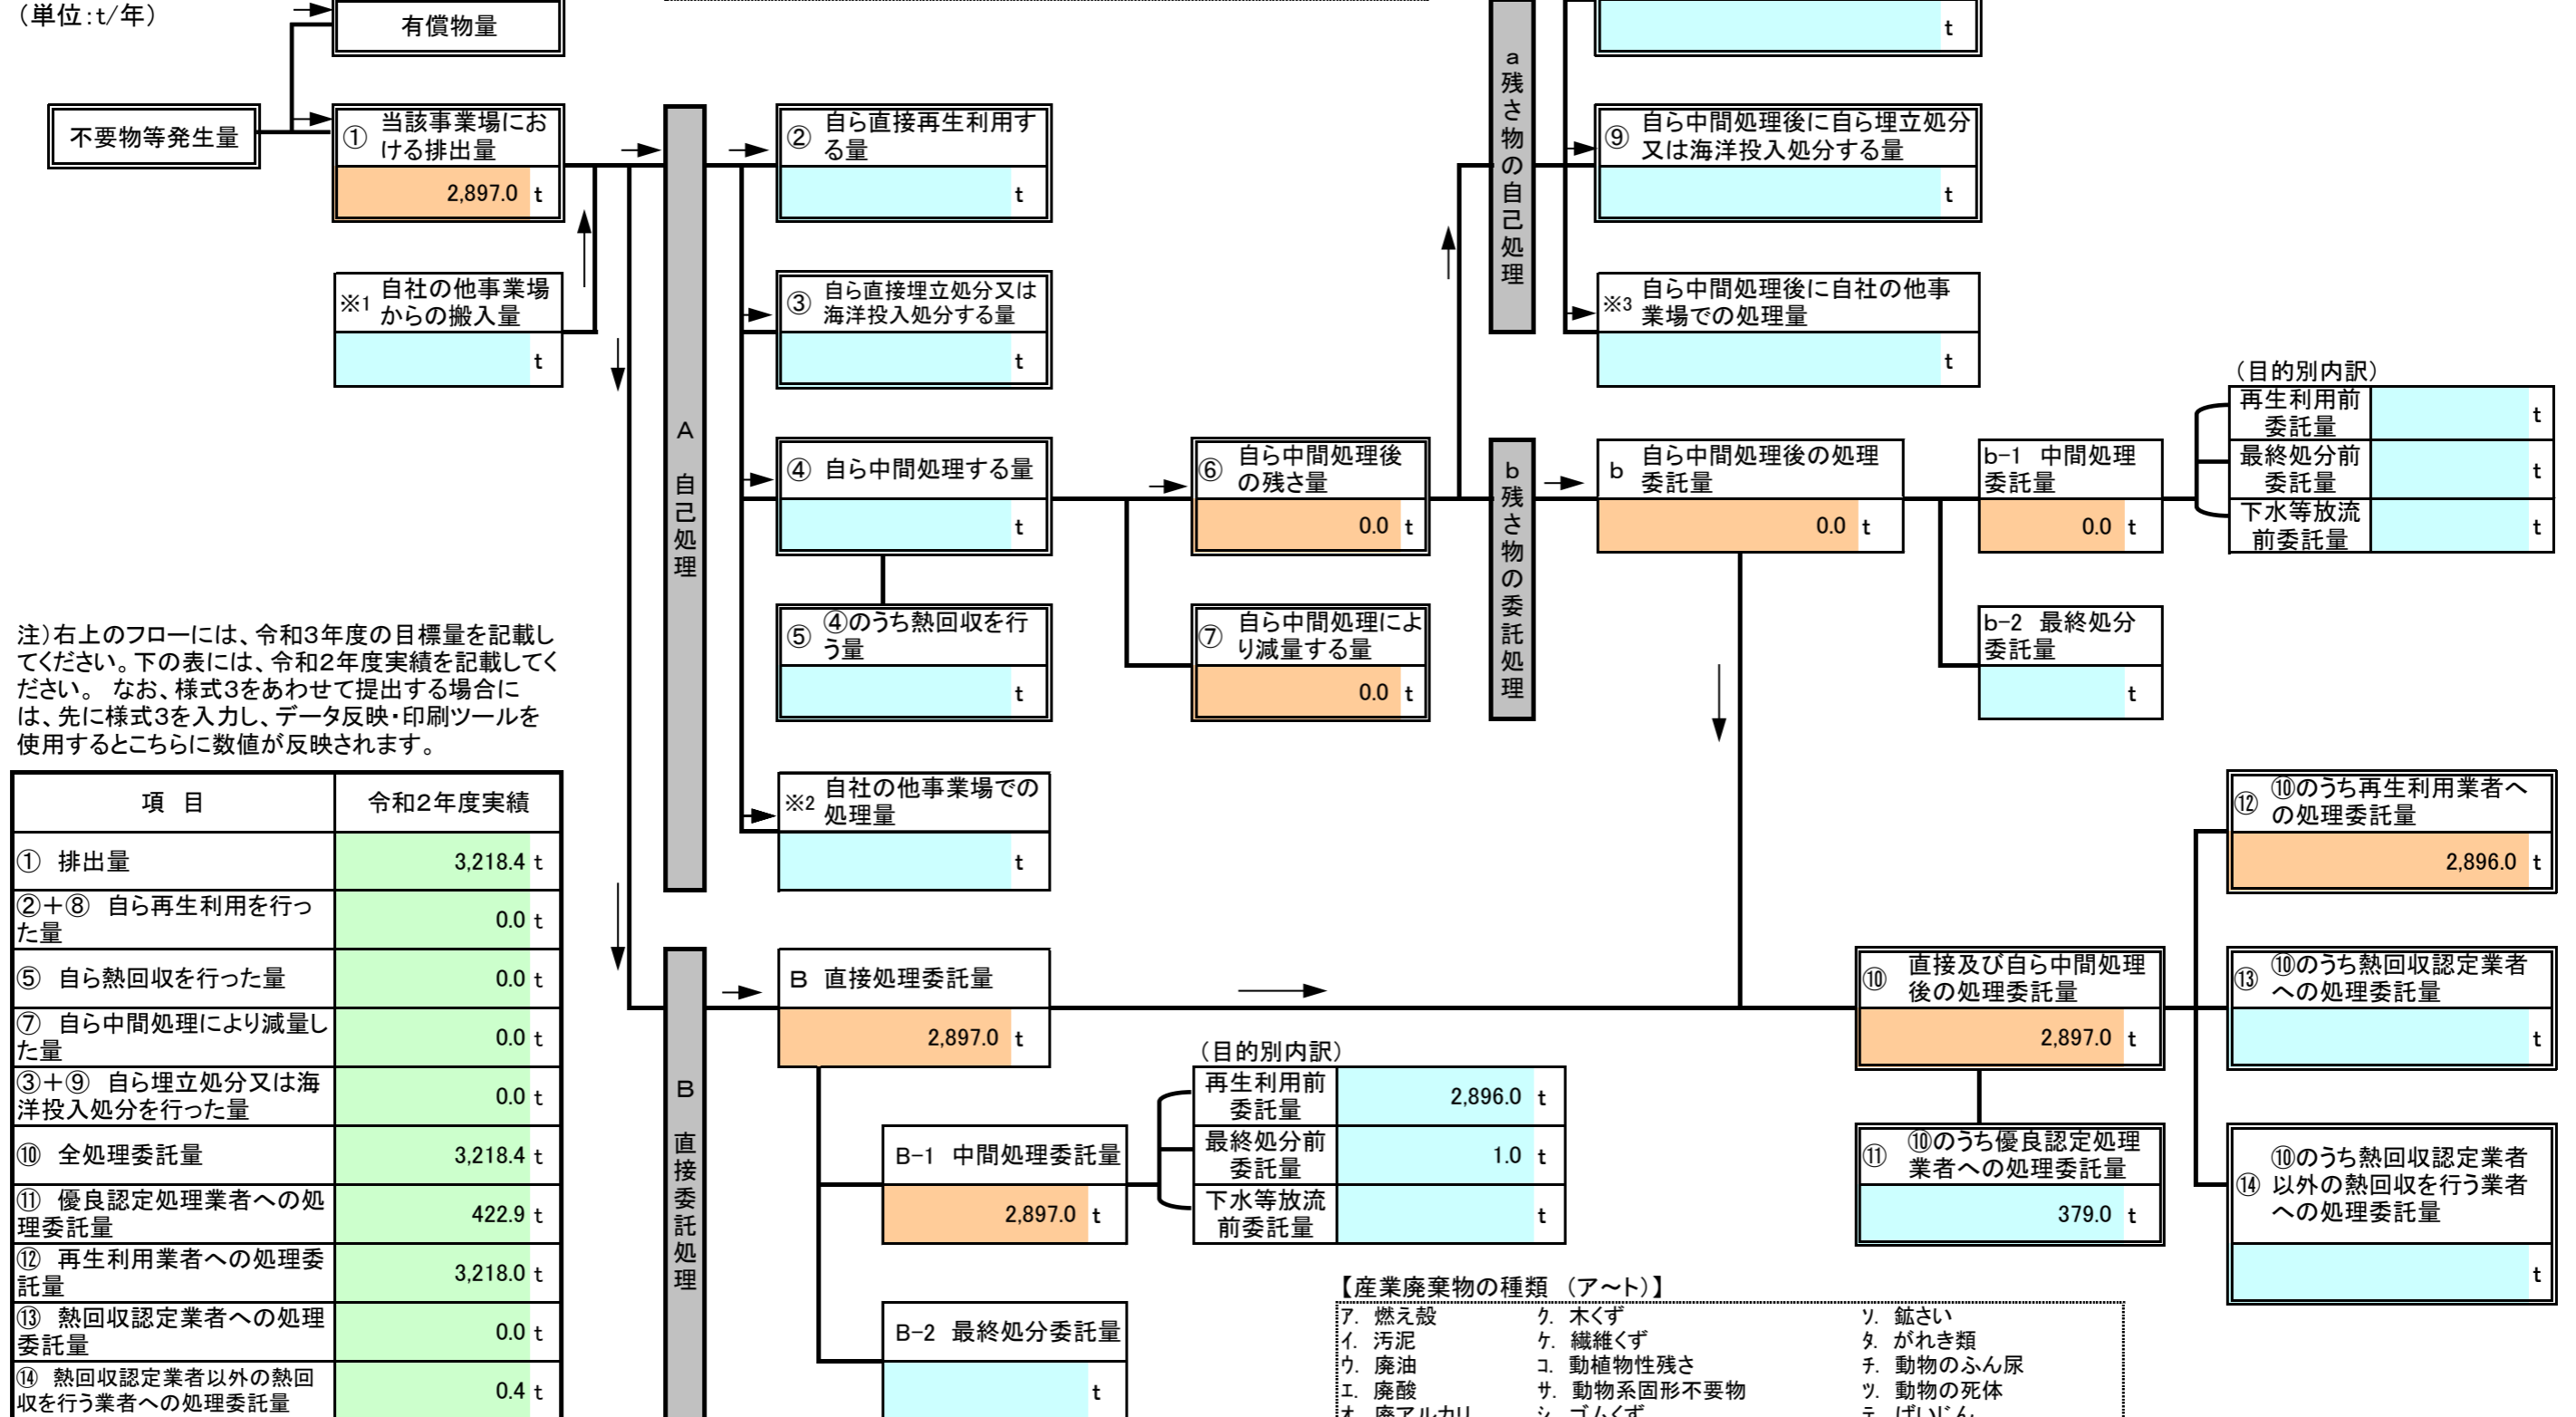 （単位：t/年）
有償物量
t
不要物等発生量
① 当該事業場にお
ける排出量
2,897.0 t
② 自ら直接再生利用す
る量
t
a 残さ物の自己処理
⑨ 自ら中間処理後に自ら埋立処分
又は海洋投入処分する量
t
※1 自社の他事業場
からの搬入量
t
③ 自ら直接埋立処分又は
海洋投入処分する量
t
※3 自ら中間処理後に自社の他事
業場での処理量
t
A 自己処理
④ 自ら中間処理する量
t
⑥ 自ら中間処理後
の残さ量
0.0 t
b 残さ物の委託処理
b 自ら中間処理後の処理
委託量
0.0 t
b-1 中間処理
委託量
0.0 t
（目的別内訳）
再生利用前
委託量
t
最終処分前
委託量
t
下水等放流
前委託量
t
⑤ ④のうち熱回収を行
う量
t
⑦ 自ら中間処理によ
り減量する量
0.0 t
b-2 最終処分
委託量
t
注）右上のフローには、令和３年度の目標量を記載し
てください。下の表には、令和２年度実績を記載してく
ださい。 なお、様式３をあわせて提出する場合に
は、先に様式３を入力し、データ反映・印刷ツールを
使用するとこちらに数値が反映されます。
※2 自社の他事業場での
処理量
t
項 目 令和２年度実績
① 排出量 3,218.4 t
②＋⑧ 自ら再生利用を行っ
た量 0.0 t
⑤ 自ら熱回収を行った量 0.0 t
⑦ 自ら中間処理により減量し
た量 0.0 t
③＋⑨ 自ら埋立処分又は海
洋投入処分を行った量 0.0 t
⑩ 全処理委託量 3,218.4 t
⑪ 優良認定処理業者への処
理委託量 422.9 t
⑫ 再生利用業者への処理委
託量 3,218.0 t
⑬ 熱回収認定業者への処理
委託量 0.0 t
⑭ 熱回収認定業者以外の熱回
収を行う業者への処理委託量 0.4 t
B 直接委託処理
B 直接処理委託量
2,897.0 t
B-1 中間処理委託量
2,897.0 t
（目的別内訳）
再生利用前
委託量
2,896.0 t
最終処分前
委託量
1.0 t
下水等放流
前委託量
t
B-2 最終処分委託量
t
⑩ 直接及び自ら中間処理
後の処理委託量
2,897.0 t
⑪ ⑩のうち優良認定処理
業者への処理委託量
379.0 t
⑫ ⑩のうち再生利用業者へ
の処理委託量
2,896.0 t
⑬ ⑩のうち熱回収認定業者
への処理委託量
t
⑭ ⑩のうち熱回収認定業者
以外の熱回収を行う業者
への処理委託量
t
【産業廃棄物の種類 （ア～ト）】
ｱ. 燃え殻 ｸ. 木くず ｿ. 鉱さい
ｲ. 汚泥 ｹ. 繊維くず ﾀ. がれき類
ｳ. 廃油 ｺ. 動植物性残さ ﾁ. 動物のふん尿
ｴ. 廃酸 ｻ. 動物系固形不要物 ﾂ. 動物の死体
ｵ. 廃アルカリ ｼ. ゴムくず ﾃ. ばいじん